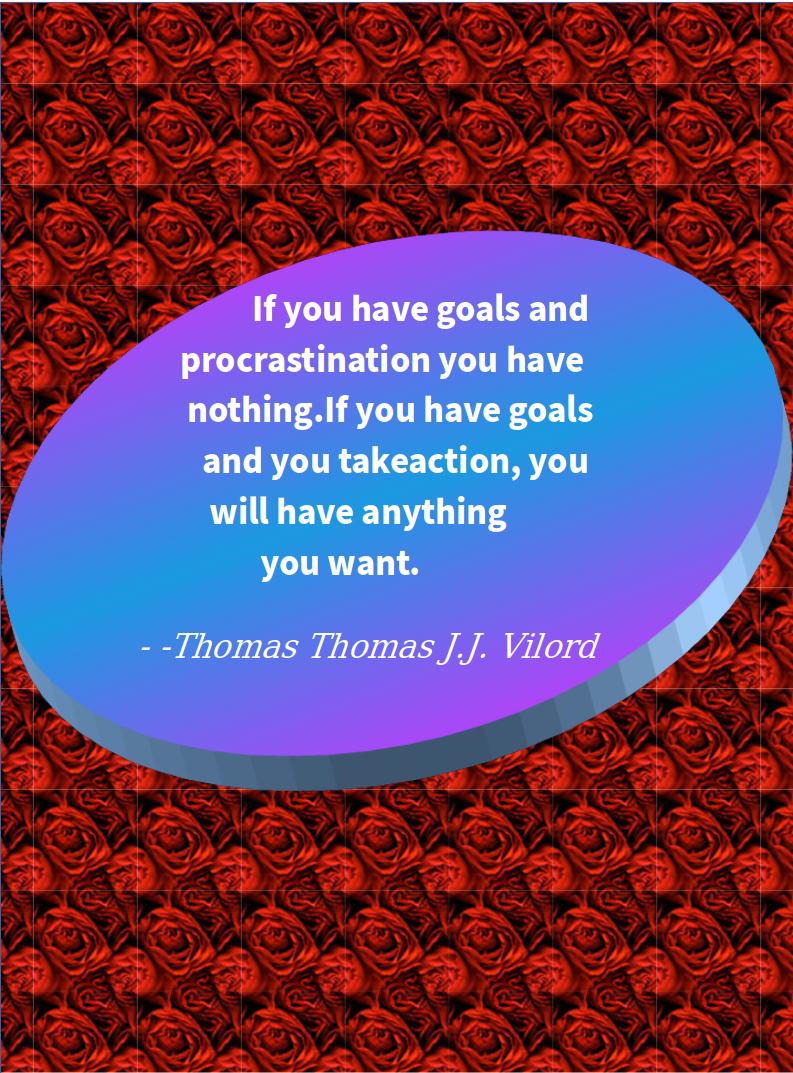 If you have goals and
procrastination you have
nothing.If you have goals
and you takeaction, you
will have anything
you want.
- -Thomas Thomas J.J. Vilord